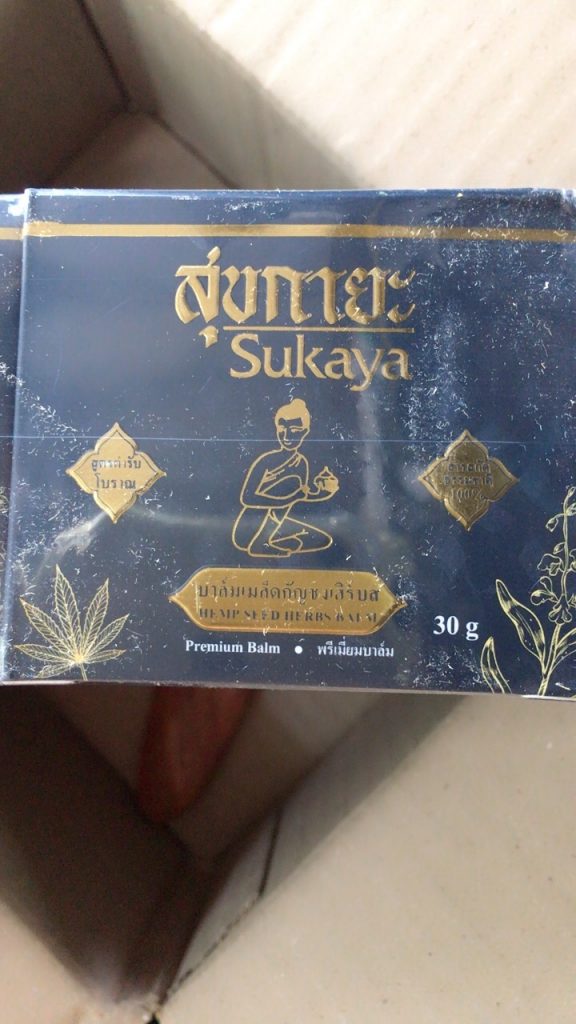 สุขกายะ
Sukaya
สูตรตำรับ
โบราณ
100%
บาล์มเมล็ดกัญชงเฮิร์บส
HEMP SEED HERBS BALM
30 g
Premium Balm ● พรีเมี่ยมบาล์ม